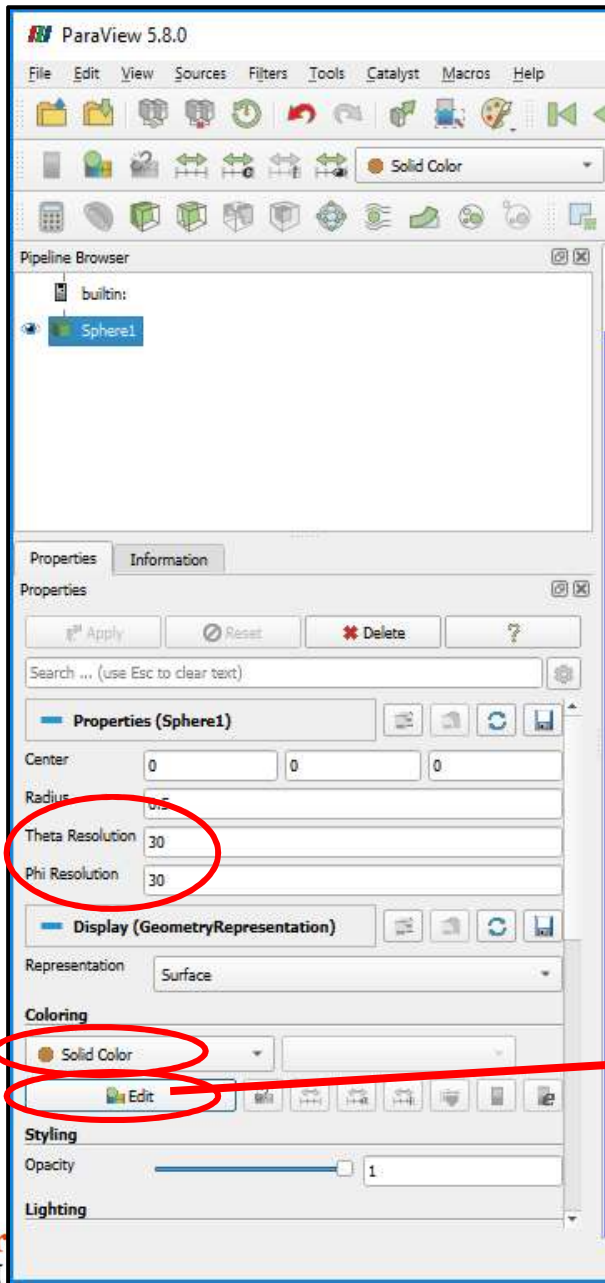 ParaView 5.8.0
File Edit View Sources Filters Tools Catalyst Macros Help
Solid Color
Pipeline Browser
builtin:
Sphere1
Properties Information
Properties
Apply Reset Delete ?
Search ... (use Esc to clear text)
Properties (Sphere1)
Center 0 0 0
Radius 0.5
Theta Resolution 30
Phi Resolution 30
Display (GeometryRepresentation)
Representation Surface
Coloring
Solid Color
Edit
Styling
Opacity 1
Lighting